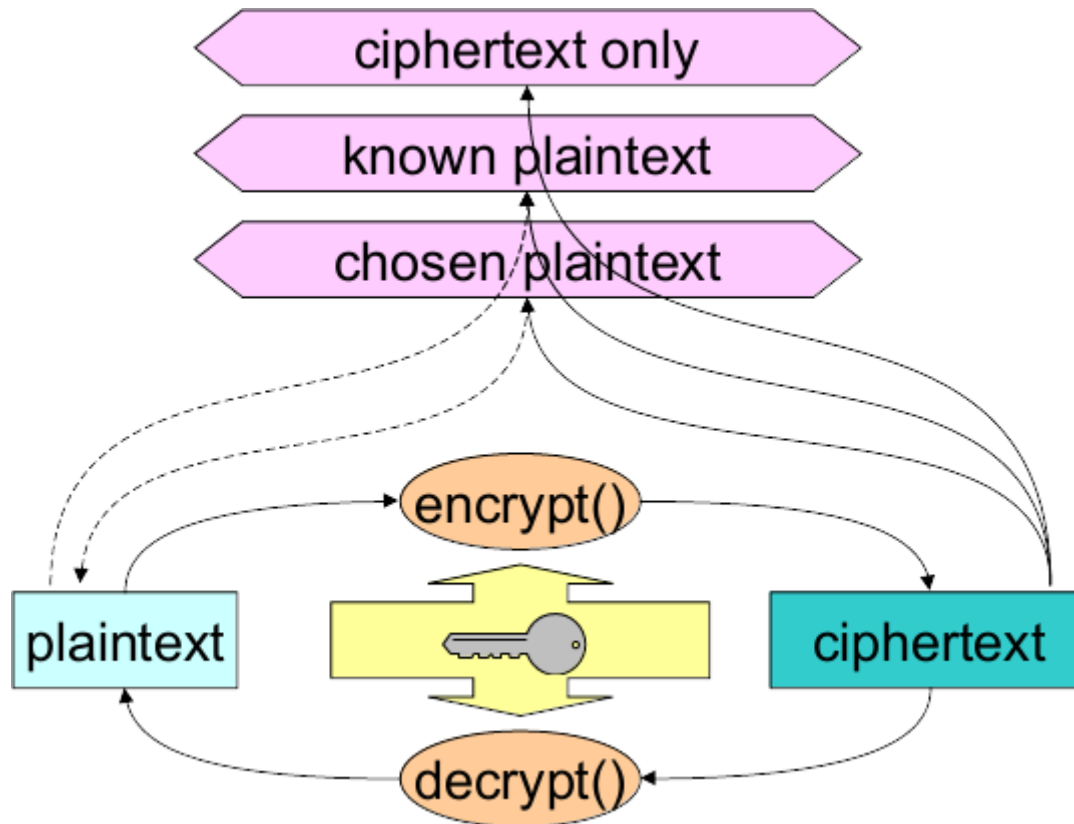 ciphertext only
known plaintext
chosen plaintext
encrypt()
plaintext
ciphertext
decrypt()